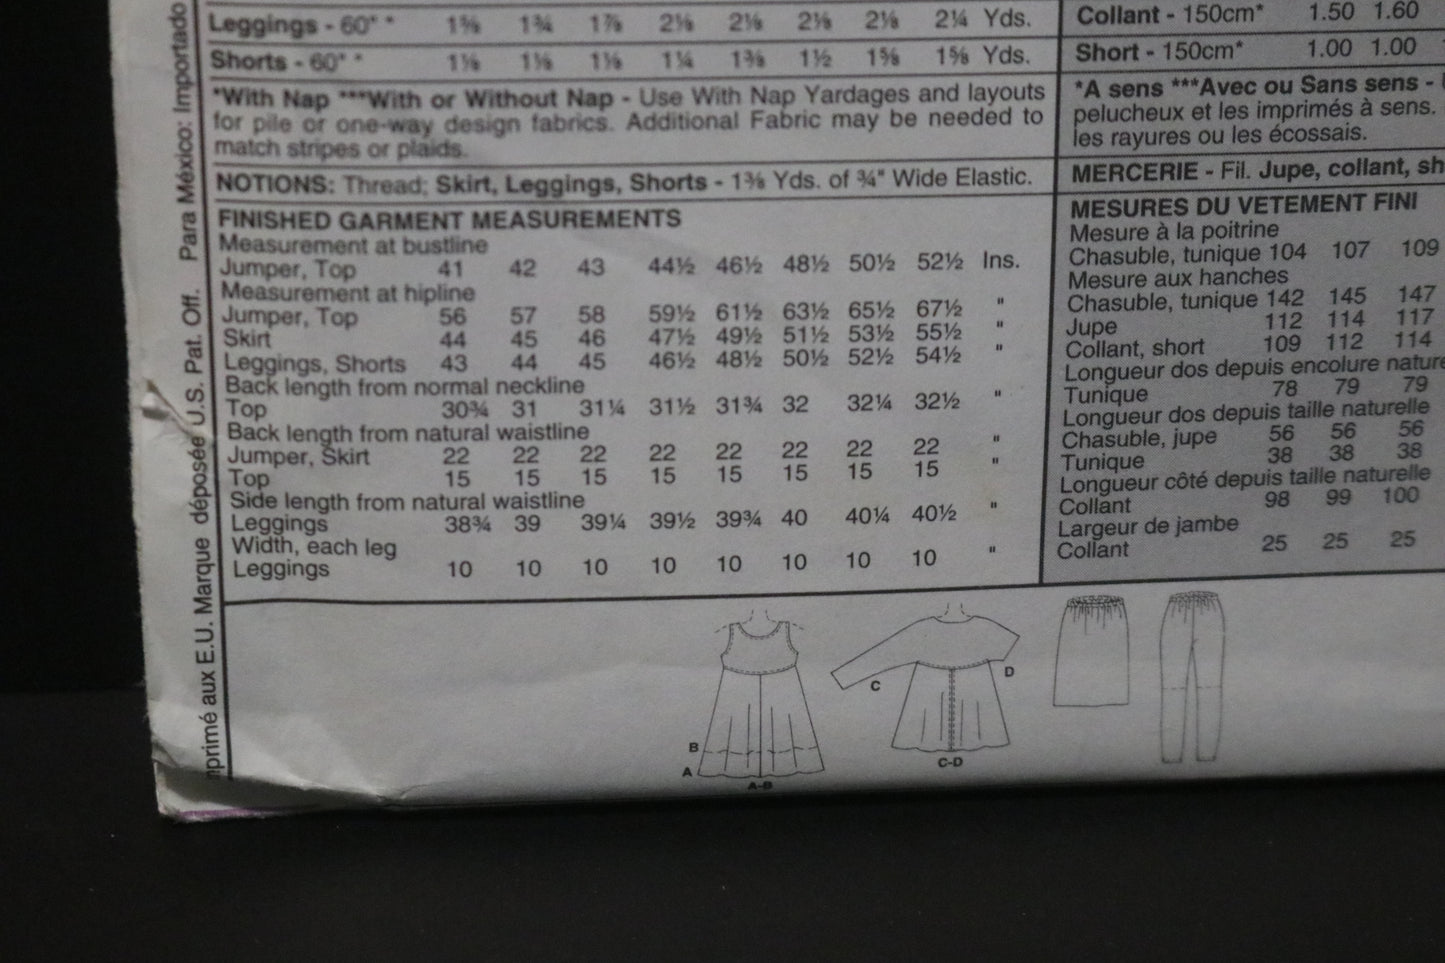 Leggings - 60" * 1⅝ 1¾ 1⅞ 2⅛ 2⅛ 2⅛ 2⅛ 2¼ Yds.
Shorts - 60" * 1⅛ 1⅛ 1⅛ 1¼ 1⅜ 1½ 1⅝ 1⅝ Yds.
*With Nap ***With or Without Nap - Use With Nap Yardages and layouts
for pile or one-way design fabrics. Additional Fabric may be needed to
match stripes or plaids.
NOTIONS: Thread; Skirt, Leggings, Shorts - 1⅜ Yds. of ¾" Wide Elastic.
FINISHED GARMENT MEASUREMENTS
Measurement at bustline
Jumper, Top 41 42 43 44½ 46½ 48½ 50½ 52½ Ins.
Measurement at hipline
Jumper, Top 56 57 58 59½ 61½ 63½ 65½ 67½ "
Skirt 44 45 46 47½ 49½ 51½ 53½ 55½ "
Leggings, Shorts 43 44 45 46½ 48½ 50½ 52½ 54½ "
Back length from normal neckline
Top 30¾ 31 31¼ 31½ 31¾ 32 32¼ 32½ "
Back length from natural waistline
Jumper, Skirt 22 22 22 22 22 22 22 22 "
Top 15 15 15 15 15 15 15 15 "
Side length from natural waistline
Leggings 38¾ 39 39¼ 39½ 39¾ 40 40¼ 40½ "
Width, each leg
Leggings 10 10 10 10 10 10 10 10 "
Collant - 150cm* 1.50 1.60
Short - 150cm* 1.00 1.00
*A sens ***Avec ou Sans sens -
pelucheux et les imprimés à sens.
les rayures ou les écossais.
MERCERIE - Fil. Jupe, collant, sh
MESURES DU VETEMENT FINI
Mesure à la poitrine
Chasuble, tunique 104 107 109
Mesure aux hanches
Chasuble, tunique 142 145 147
Jupe 112 114 117
Collant, short 109 112 114
Longueur dos depuis encolure nature
Tunique 78 79 79
Longueur dos depuis taille naturelle
Chasuble, jupe 56 56 56
Tunique 38 38 38
Longueur côté depuis taille naturelle
Collant 98 99 100
Largeur de jambe
Collant 25 25 25
mprimé aux E.U. Marque déposée U.S. Pat. Off. Para México: Importado
B
A
A-B
C
D
C-D